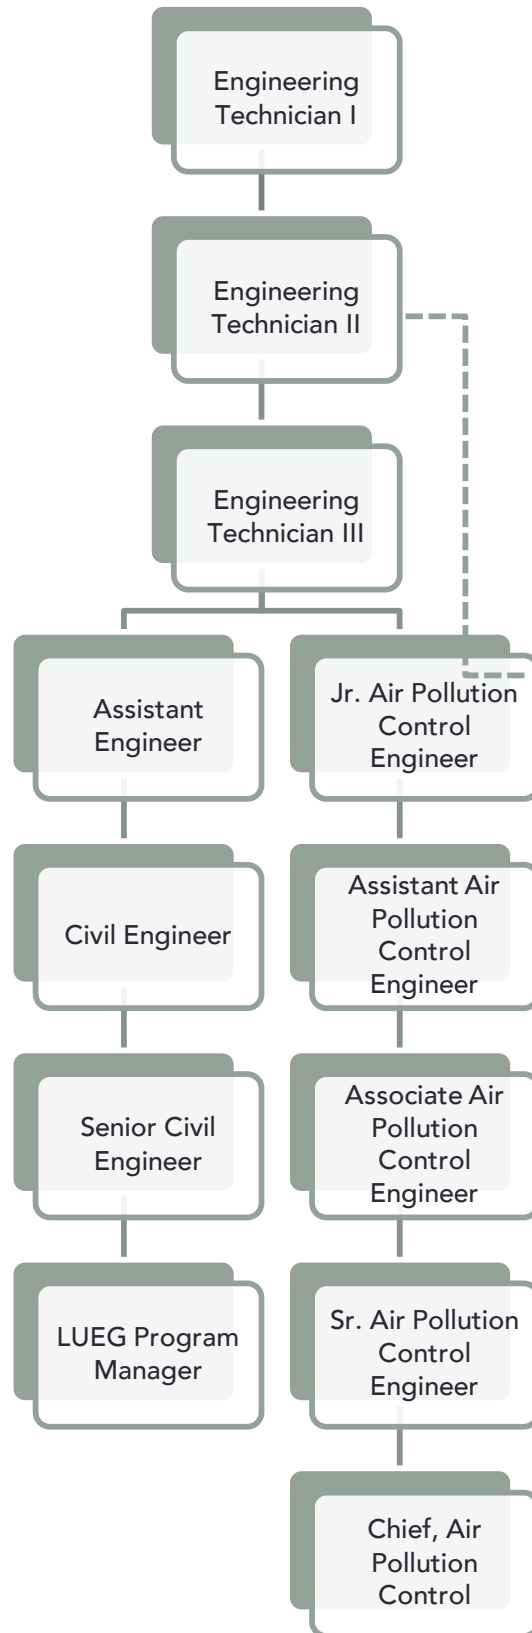 Engineering
Technician I
Engineering
Technician II
Engineering
Technician III
Assistant
Engineer
Jr. Air Pollution
Control
Engineer
Civil Engineer
Assistant Air
Pollution
Control
Engineer
Senior Civil
Engineer
Associate Air
Pollution
Control
Engineer
LUEG Program
Manager
Sr. Air Pollution
Control
Engineer
Chief, Air
Pollution
Control